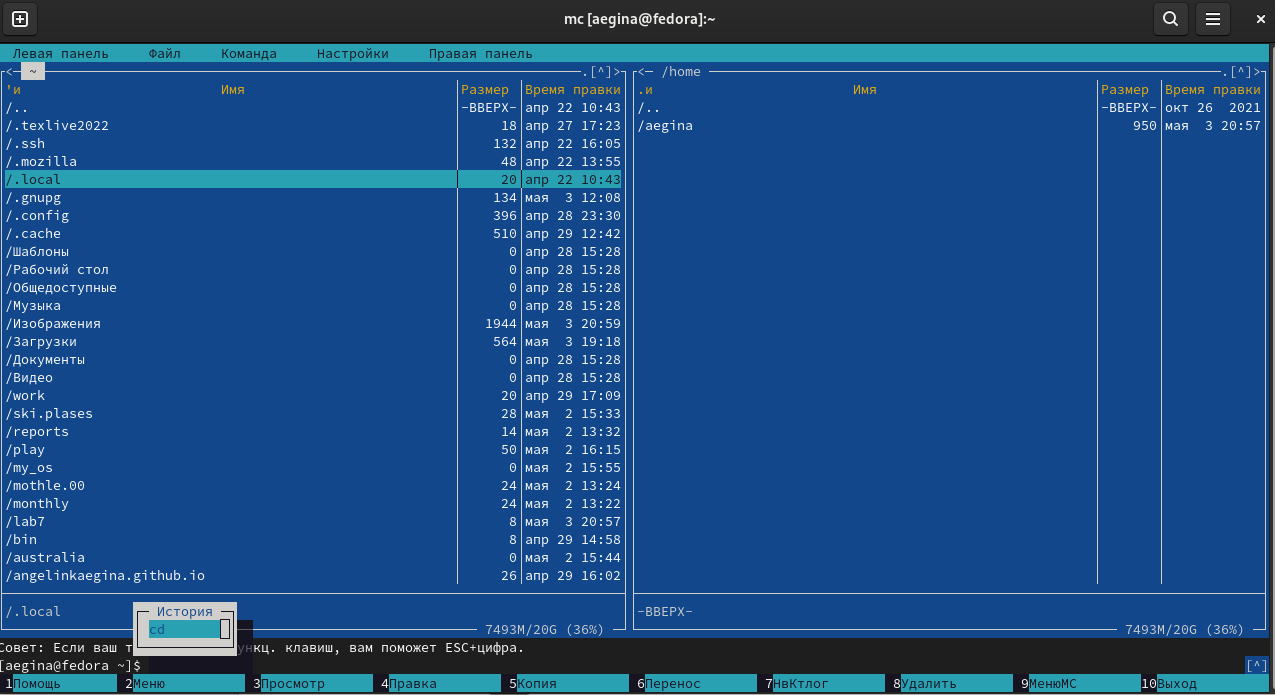 mc [aegina@fedora]:~
Левая панель Файл Команда Настройки Правая панель
<─ ~ .[^]> <─ /home .[^]>
'и Имя Размер Время правки .и Имя Размер Время правки
/.. -ВВЕРХ- апр 22 10:43 /.. -ВВЕРХ- окт 26 2021
/.texlive2022 18 апр 27 17:23 /aegina 950 мая 3 20:57
/.ssh 132 апр 22 16:05
/.mozilla 48 апр 22 13:55
/.local 20 апр 22 10:43
/.gnupg 134 мая 3 12:08
/.config 396 апр 28 23:30
/.cache 510 апр 29 12:42
/Шаблоны 0 апр 28 15:28
/Рабочий стол 0 апр 28 15:28
/Общедоступные 0 апр 28 15:28
/Музыка 0 апр 28 15:28
/Изображения 1944 мая 3 20:59
/Загрузки 564 мая 3 19:18
/Документы 0 апр 28 15:28
/Видео 0 апр 28 15:28
/work 20 апр 29 17:09
/ski.plases 28 мая 2 15:33
/reports 14 мая 2 13:32
/play 50 мая 2 16:15
/my_os 0 мая 2 15:55
/mothle.00 24 мая 2 13:24
/monthly 24 мая 2 13:22
/lab7 8 мая 3 20:57
/bin 8 апр 29 14:58
/australia 0 мая 2 15:44
/angelinkaegina.github.io 26 апр 29 16:02
/.local -ВВЕРХ-
История
cd
7493M/20G (36%) 7493M/20G (36%)
Совет: Если ваш т ункц. клавиш, вам поможет ESC+цифра.
[aegina@fedora ~]$ [^]
1Помощь 2Меню 3Просмотр 4Правка 5Копия 6Перенос 7НвКтлог 8Удалить 9МенюMC 10Выход